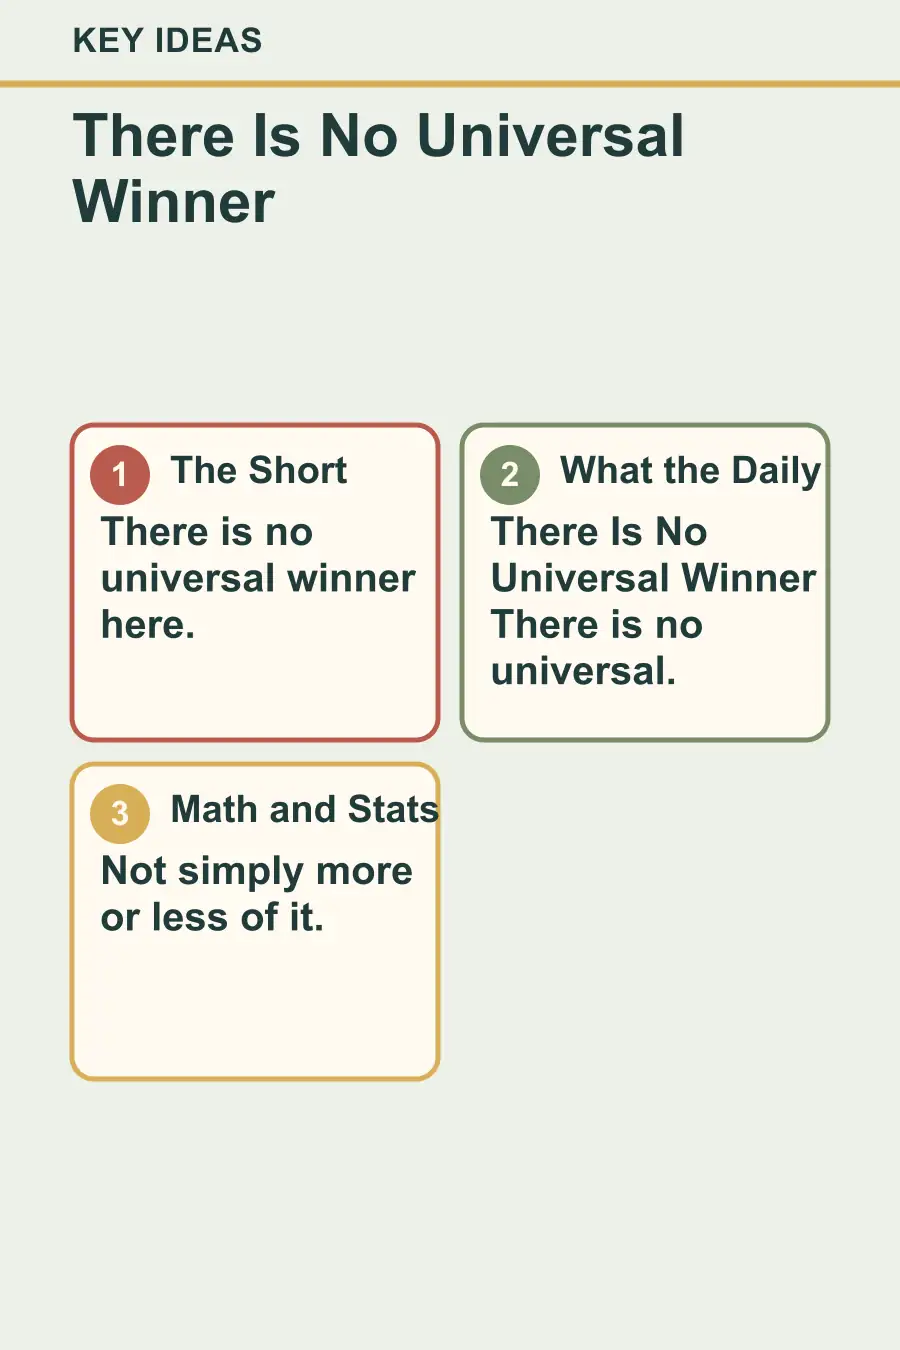 KEY IDEAS
There Is No Universal
Winner
1 The Short
There is no
universal winner
here.
2 What the Daily
There Is No
Universal Winner
There is no
universal.
3 Math and Stats
Not simply more
or less of it.